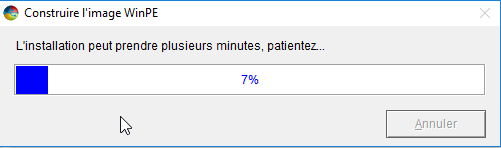 Construire l'image WinPE
L'installation peut prendre plusieurs minutes, patientez...
7%
Annuler